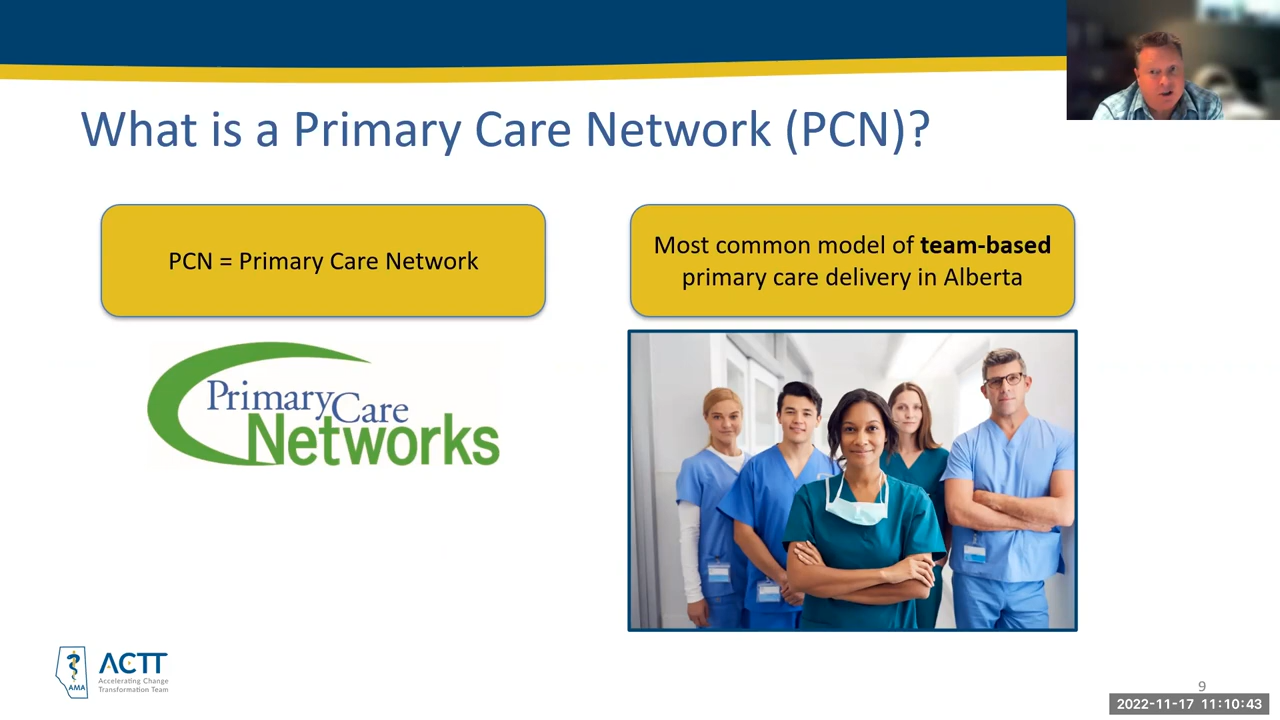 What is a Primary Care Network (PCN)?
PCN = Primary Care Network
Most common model of team-based
primary care delivery in Alberta
Primary Care
Networks
AMA
ACTT
Accelerating Change
Transformation Team
9
2022-11-17 11:10:43